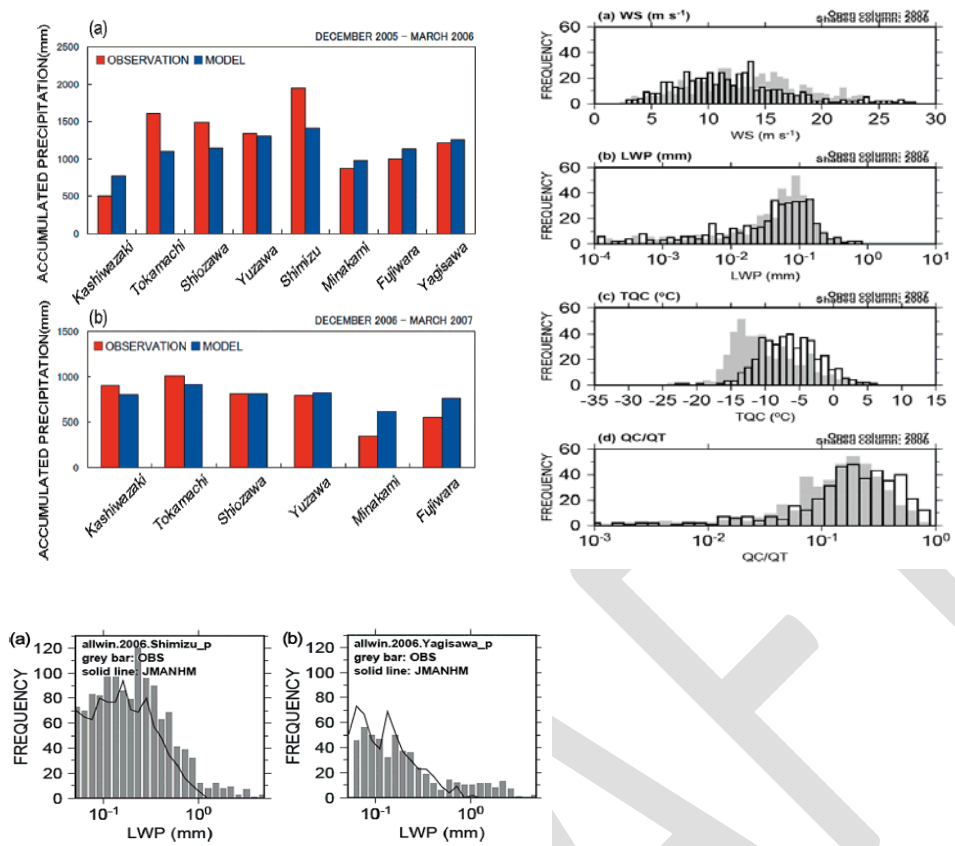 (a)
DECEMBER 2005 – MARCH 2006
ACCUMULATED PRECIPITATION(mm)
2500
2000
1500
1000
500
0
OBSERVATION MODEL
Kashiwazaki
Tokamachi
Shiozawa
Yuzawa
Shimizu
Minakami
Fujiwara
Yagisawa
(b)
DECEMBER 2006 – MARCH 2007
ACCUMULATED PRECIPITATION(mm)
1500
1000
500
0
OBSERVATION MODEL
Kashiwazaki
Tokamachi
Shiozawa
Yuzawa
Minakami
Fujiwara
(a) WS (m s⁻¹)
Open column: 2007
Shaded column: 2006
FREQUENCY
60
40
20
0
0 5 10 15 20 25 30
WS (m s⁻¹)
(b) LWP (mm)
Open column: 2007
Shaded column: 2006
FREQUENCY
60
40
20
0
10⁻⁴ 10⁻³ 10⁻² 10⁻¹ 10⁰ 10¹
LWP (mm)
(c) TQC (°C)
Open column: 2007
Shaded column: 2006
FREQUENCY
60
40
20
0
-35 -30 -25 -20 -15 -10 -5 0 5 10 15
TQC (°C)
(d) QC/QT
Open column: 2007
Shaded column: 2006
FREQUENCY
60
40
20
0
10⁻³ 10⁻² 10⁻¹ 10⁰
QC/QT
(a)
allwin.2006.Shimizu_p
grey bar: OBS
solid line: JMANHM
FREQUENCY
120
100
80
60
40
20
0
10⁻¹ 10⁰
LWP (mm)
(b)
allwin.2006.Yagisawa_p
grey bar: OBS
solid line: JMANHM
FREQUENCY
120
100
80
60
40
20
0
10⁻¹ 10⁰
LWP (mm)